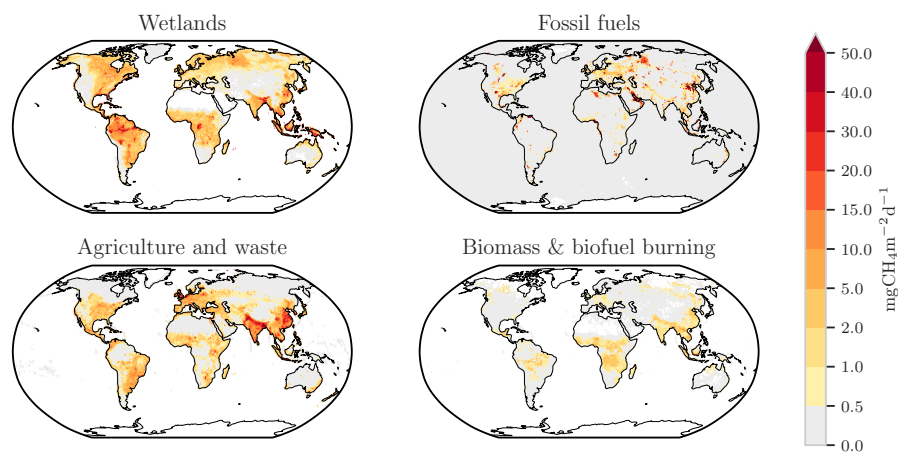 Wetlands
Fossil fuels
Agriculture and waste
Biomass & biofuel burning
50.0
40.0
30.0
20.0
15.0
10.0
5.0
2.0
1.0
0.5
0.0
mgCH₄m⁻²d⁻¹